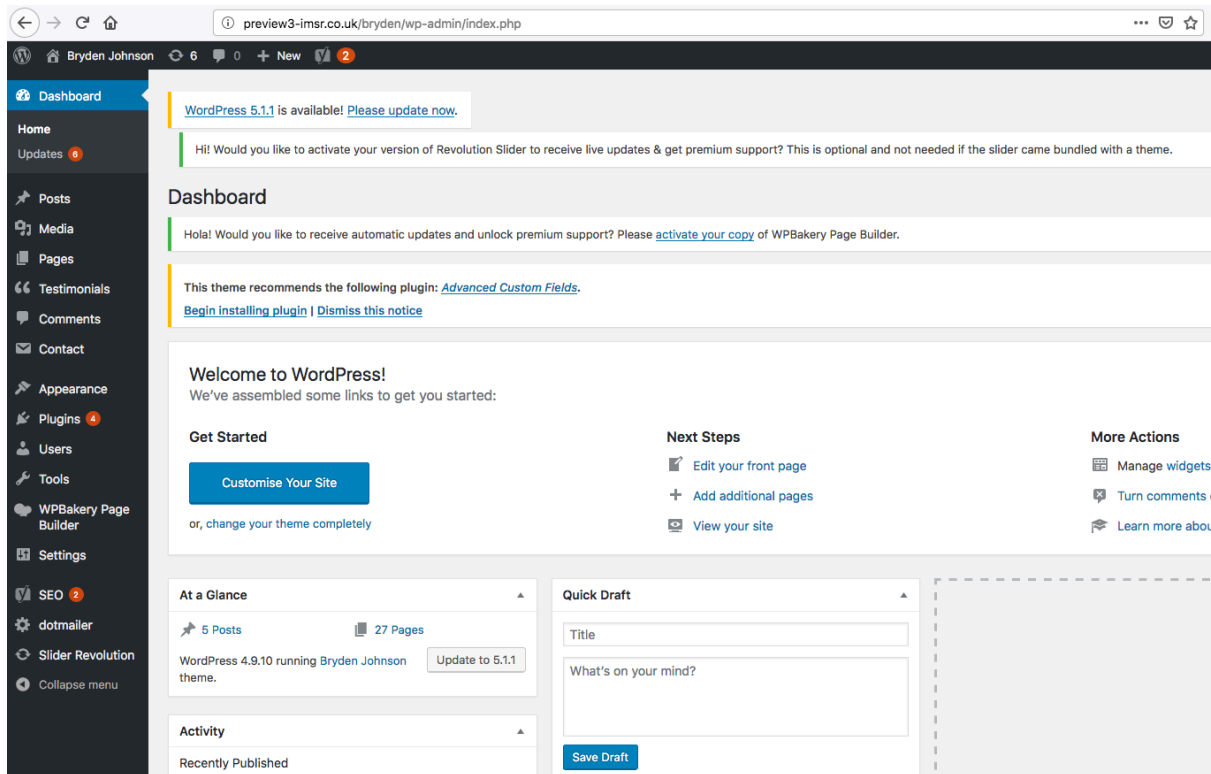 preview3-imsr.co.uk/bryden/wp-admin/index.php
Bryden Johnson 6 0 + New 2
Dashboard
Home
Updates 6
Posts
Media
Pages
Testimonials
Comments
Contact
Appearance
Plugins 4
Users
Tools
WPBakery Page
Builder
Settings
SEO 2
dotmailer
Slider Revolution
Collapse menu
WordPress 5.1.1 is available! Please update now.
Hi! Would you like to activate your version of Revolution Slider to receive live updates & get premium support? This is optional and not needed if the slider came bundled with a theme.
Dashboard
Hola! Would you like to receive automatic updates and unlock premium support? Please activate your copy of WPBakery Page Builder.
This theme recommends the following plugin: Advanced Custom Fields.
Begin installing plugin | Dismiss this notice
Welcome to WordPress!
We've assembled some links to get you started:
Get Started
Customise Your Site
or, change your theme completely
Next Steps
Edit your front page
Add additional pages
View your site
More Actions
Manage widgets
Turn comments
Learn more abou
At a Glance
5 Posts 27 Pages
WordPress 4.9.10 running Bryden Johnson
theme.
Update to 5.1.1
Activity
Recently Published
Quick Draft
Title
What's on your mind?
Save Draft